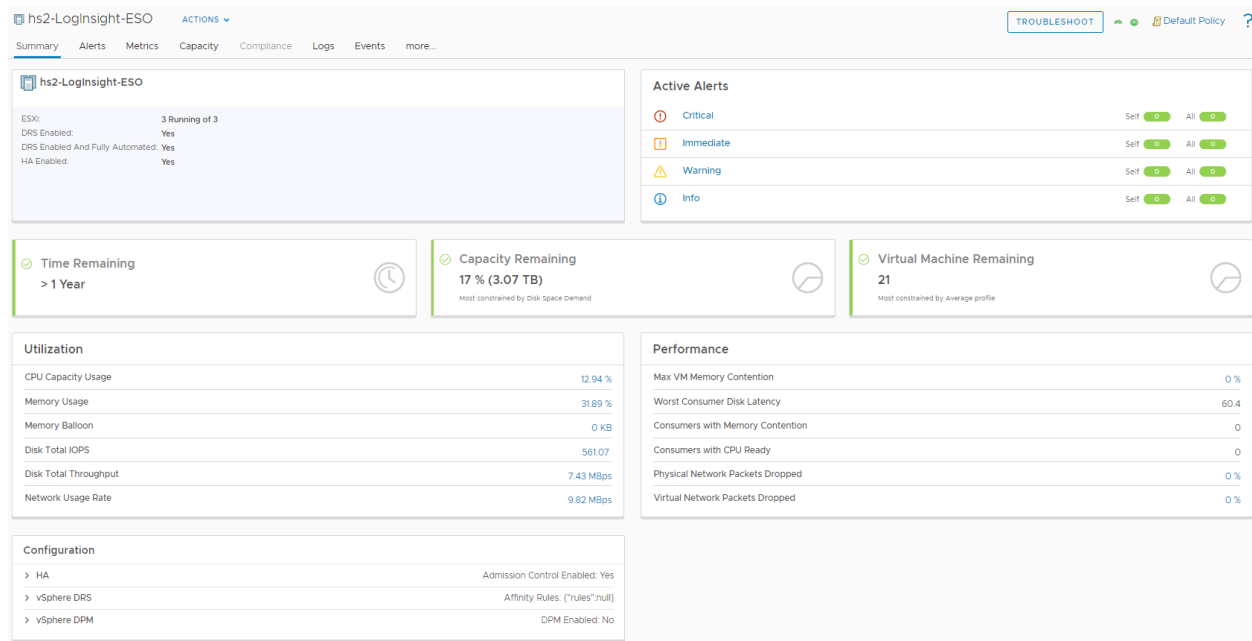 hs2-LogInsight-ESO ACTIONS TROUBLESHOOT Default Policy ?
Summary Alerts Metrics Capacity Compliance Logs Events more...
hs2-LogInsight-ESO
ESXi: 3 Running of 3
DRS Enabled: Yes
DRS Enabled And Fully Automated: Yes
HA Enabled: Yes
Active Alerts
Critical Self 0 All 0
Immediate Self 0 All 0
Warning Self 0 All 0
Info Self 0 All 0
Time Remaining
> 1 Year
Capacity Remaining
17 % (3.07 TB)
Most constrained by Disk Space Demand
Virtual Machine Remaining
21
Most constrained by Average profile
Utilization
CPU Capacity Usage 12.94 %
Memory Usage 31.89 %
Memory Balloon 0 KB
Disk Total IOPS 561.07
Disk Total Throughput 7.43 MBps
Network Usage Rate 9.82 MBps
Performance
Max VM Memory Contention 0 %
Worst Consumer Disk Latency 60.4
Consumers with Memory Contention 0
Consumers with CPU Ready 0
Physical Network Packets Dropped 0 %
Virtual Network Packets Dropped 0 %
Configuration
> HA Admission Control Enabled: Yes
> vSphere DRS Affinity Rules: {"rules":null}
> vSphere DPM DPM Enabled: No